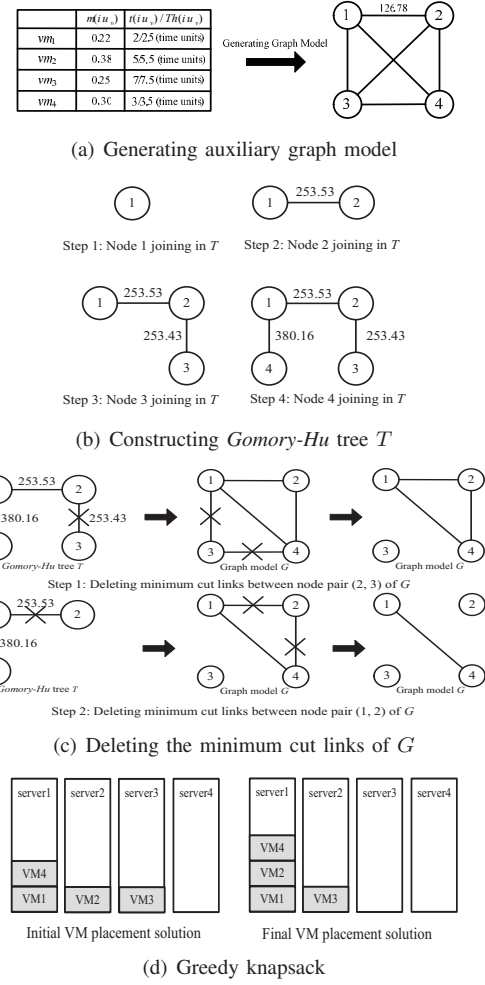 m(iu_v) t(iu_v)/Th(iu_v)
vm1 0.22 2/2.5 (time units)
vm2 0.38 5/5.5 (time units)
vm3 0.25 7/7.5 (time units)
vm4 0.30 3/3.5 (time units)
Generating Graph Model
126.78
1 2
3 4
(a) Generating auxiliary graph model
1
1 253.53 2
Step 1: Node 1 joining in T
Step 2: Node 2 joining in T
1 253.53 2
253.43
3
1 253.53 2
380.16 253.43
4 3
Step 3: Node 3 joining in T
Step 4: Node 4 joining in T
(b) Constructing Gomory-Hu tree T
253.53 2
380.16 253.43
3
Gomory-Hu tree T
1 2
3 4
Graph model G
1 2
3 4
Graph model G
Step 1: Deleting minimum cut links between node pair (2, 3) of G
253.53 2
380.16
Gomory-Hu tree T
1 2
3 4
Graph model G
1 2
3 4
Graph model G
Step 2: Deleting minimum cut links between node pair (1, 2) of G
(c) Deleting the minimum cut links of G
server1 server2 server3 server4
VM4
VM1 VM2 VM3
Initial VM placement solution
server1 server2 server3 server4
VM4
VM2
VM1 VM3
Final VM placement solution
(d) Greedy knapsack